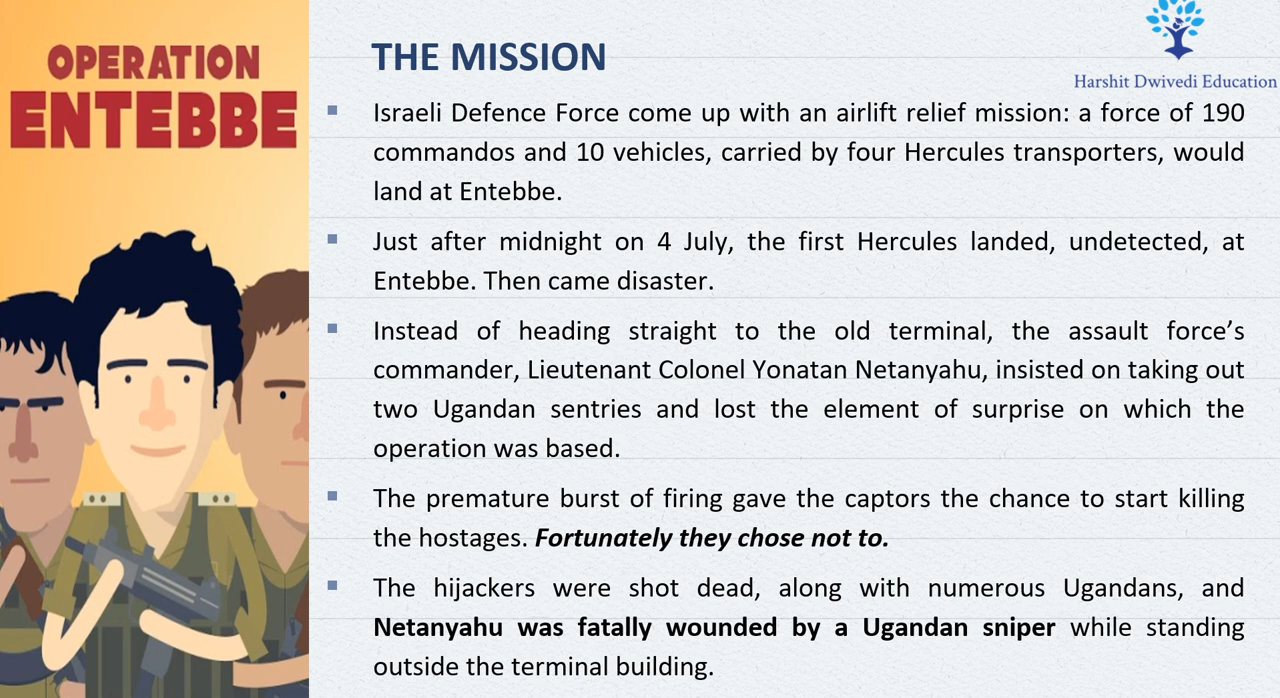 OPERATION
ENTEBBE
THE MISSION
Harshit Dwivedi Education
Israeli Defence Force come up with an airlift relief mission: a force of 190
commandos and 10 vehicles, carried by four Hercules transporters, would
land at Entebbe.
Just after midnight on 4 July, the first Hercules landed, undetected, at
Entebbe. Then came disaster.
Instead of heading straight to the old terminal, the assault force’s
commander, Lieutenant Colonel Yonatan Netanyahu, insisted on taking out
two Ugandan sentries and lost the element of surprise on which the
operation was based.
The premature burst of firing gave the captors the chance to start killing
the hostages. Fortunately they chose not to.
The hijackers were shot dead, along with numerous Ugandans, and
Netanyahu was fatally wounded by a Ugandan sniper while standing
outside the terminal building.